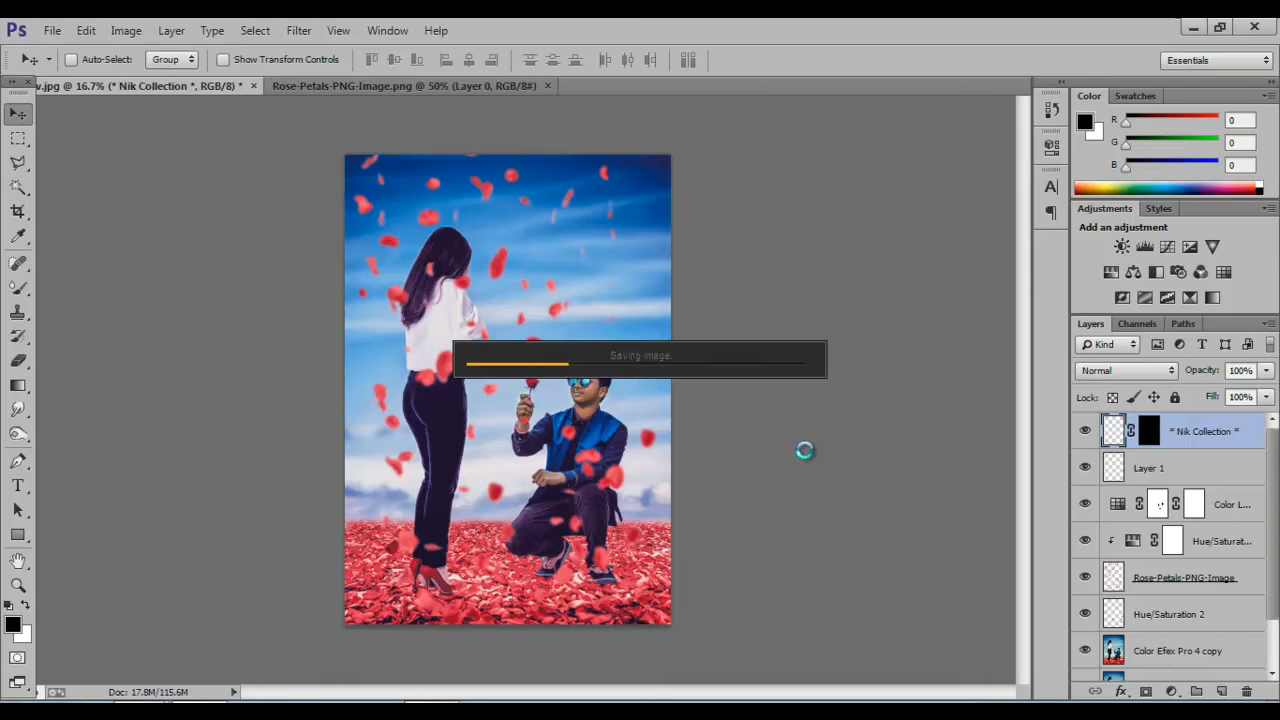 Ps File Edit Image Layer Type Select Filter View Window Help
Auto-Select: Group Show Transform Controls Essentials
v.jpg @ 16.7% (* Nik Collection *, RGB/8) * Rose-Petals-PNG-Image.png @ 50% (Layer 0, RGB/8#)
Color Swatches
R 0
G 0
B 0
Adjustments Styles
Add an adjustment
Layers Channels Paths
Kind
Normal Opacity: 100%
Lock: Fill: 100%
* Nik Collection *
Layer 1
Color L...
Hue/Saturat...
Rose-Petals-PNG-Image
Hue/Saturation 2
Color Efex Pro 4 copy
Saving image.
Doc: 17.8M/115.6M